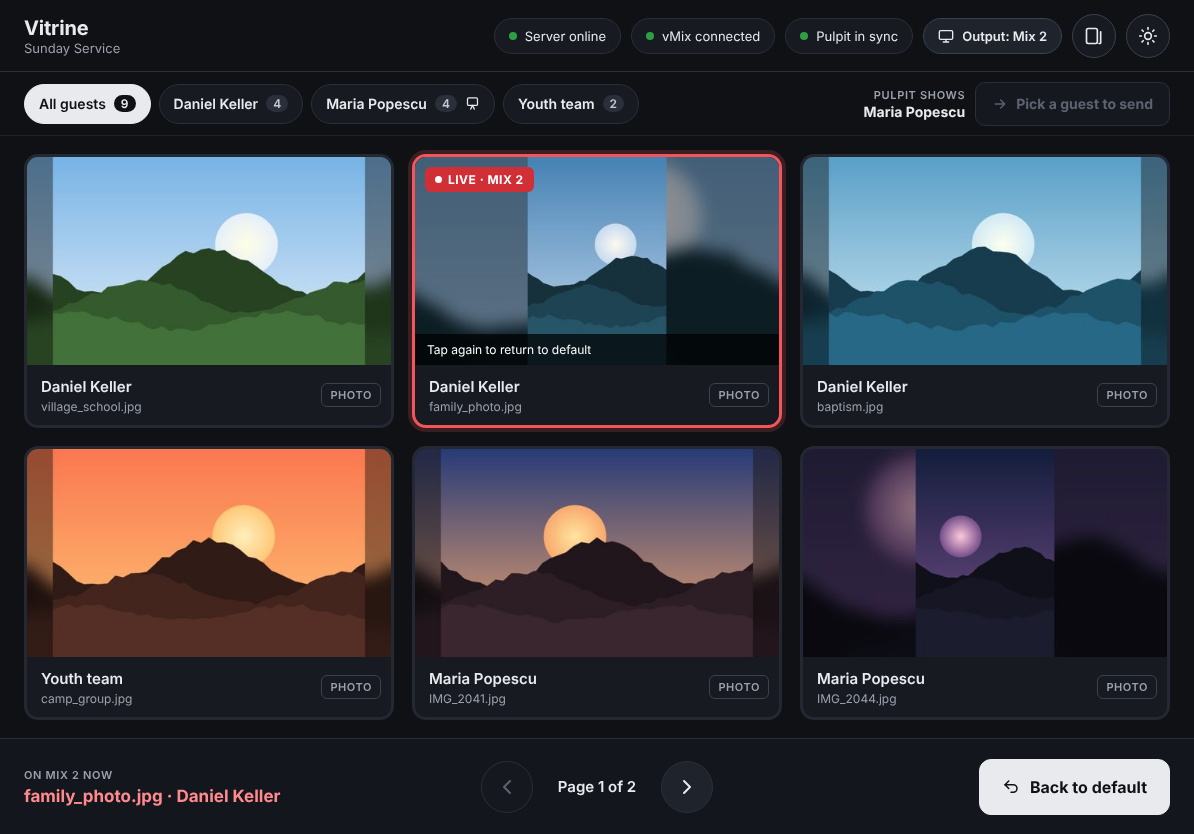 Vitrine
Sunday Service
Server online
vMix connected
Pulpit in sync
Output: Mix 2
All guests 9
Daniel Keller 4
Maria Popescu 4
Youth team 2
PULPIT SHOWS
Maria Popescu
Pick a guest to send
LIVE · MIX 2
Tap again to return to default
Daniel Keller
village_school.jpg
PHOTO
Daniel Keller
family_photo.jpg
PHOTO
Daniel Keller
baptism.jpg
PHOTO
Youth team
camp_group.jpg
PHOTO
Maria Popescu
IMG_2041.jpg
PHOTO
Maria Popescu
IMG_2044.jpg
PHOTO
ON MIX 2 NOW
family_photo.jpg · Daniel Keller
Page 1 of 2
Back to default